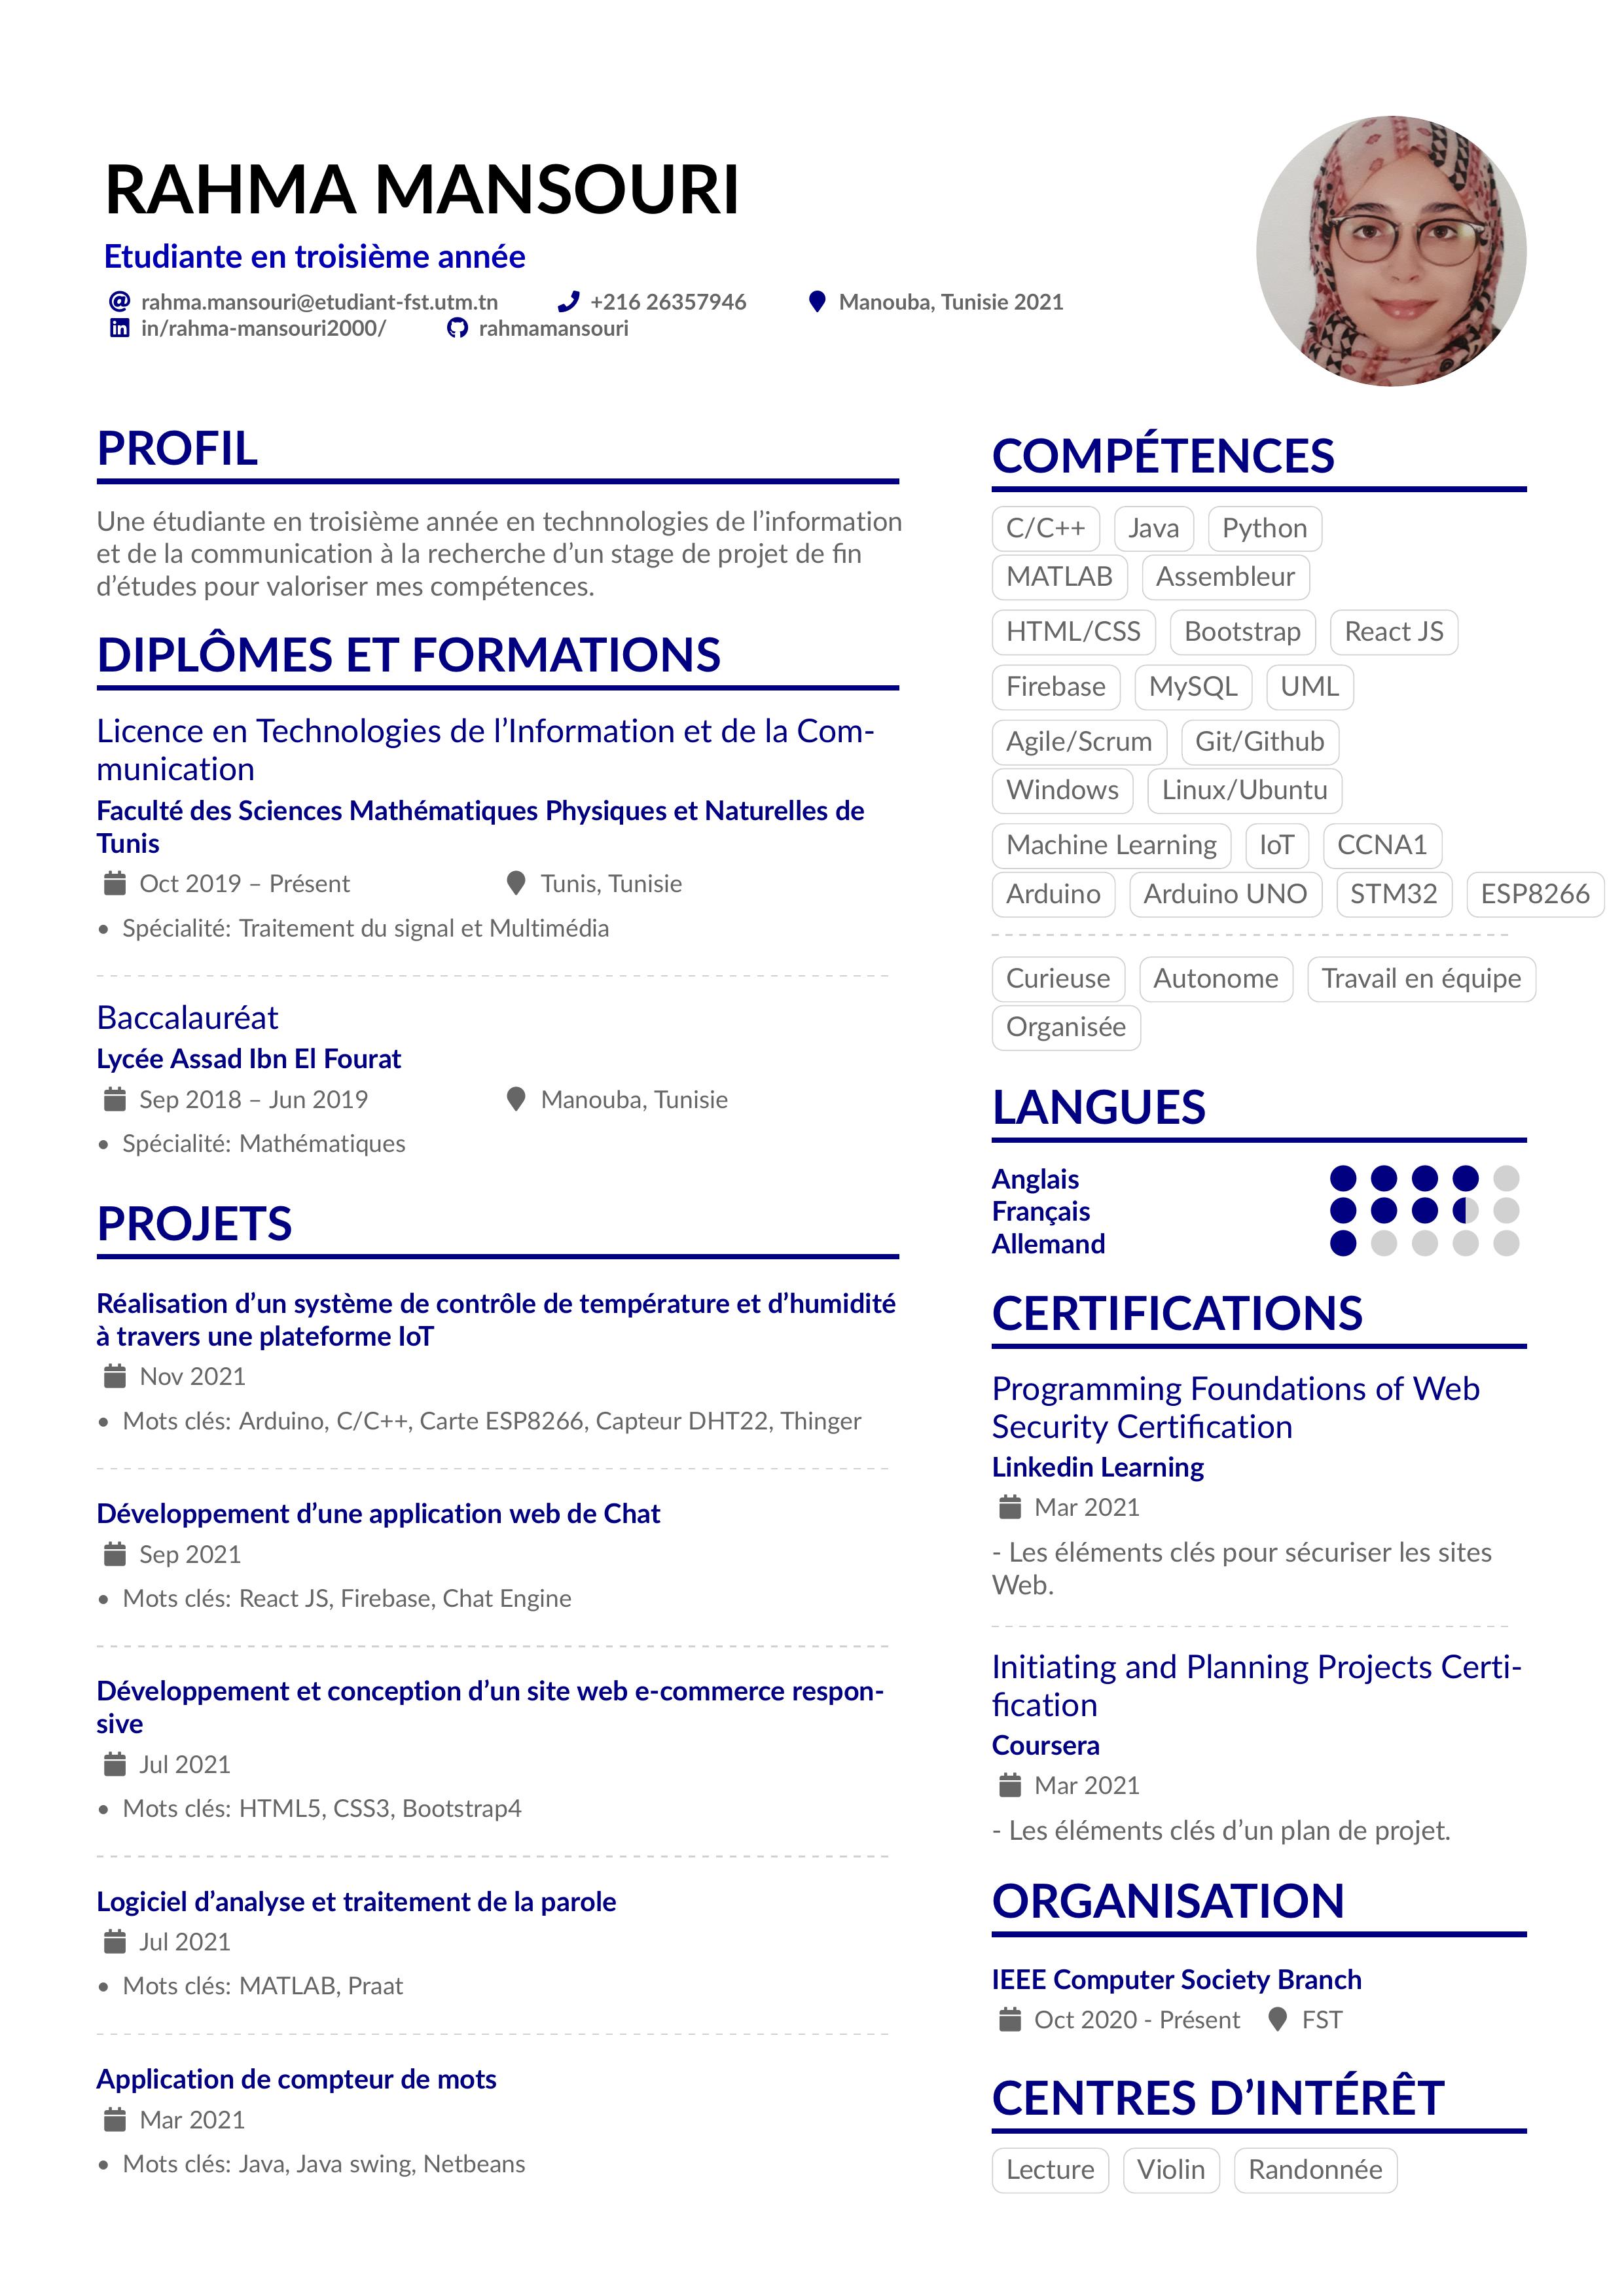 RAHMA MANSOURI
Etudiante en troisième année
rahma.mansouri@etudiant-fst.utm.tn +216 26357946 Manouba, Tunisie 2021
in/rahma-mansouri2000/ rahmamansouri
PROFIL
Une étudiante en troisième année en technnologies de l’information
et de la communication à la recherche d’un stage de projet de fin
d’études pour valoriser mes compétences.
DIPLÔMES ET FORMATIONS
Licence en Technologies de l’Information et de la Com-
munication
Faculté des Sciences Mathématiques Physiques et Naturelles de
Tunis
Oct 2019 – Présent Tunis, Tunisie
• Spécialité: Traitement du signal et Multimédia
Baccalauréat
Lycée Assad Ibn El Fourat
Sep 2018 – Jun 2019 Manouba, Tunisie
• Spécialité: Mathématiques
PROJETS
Réalisation d’un système de contrôle de température et d’humidité
à travers une plateforme IoT
Nov 2021
• Mots clés: Arduino, C/C++, Carte ESP8266, Capteur DHT22, Thinger
Développement d’une application web de Chat
Sep 2021
• Mots clés: React JS, Firebase, Chat Engine
Développement et conception d’un site web e-commerce respon-
sive
Jul 2021
• Mots clés: HTML5, CSS3, Bootstrap4
Logiciel d’analyse et traitement de la parole
Jul 2021
• Mots clés: MATLAB, Praat
Application de compteur de mots
Mar 2021
• Mots clés: Java, Java swing, Netbeans
COMPÉTENCES
C/C++ Java Python
MATLAB Assembleur
HTML/CSS Bootstrap React JS
Firebase MySQL UML
Agile/Scrum Git/Github
Windows Linux/Ubuntu
Machine Learning IoT CCNA1
Arduino Arduino UNO STM32 ESP8266
Curieuse Autonome Travail en équipe
Organisée
LANGUES
Anglais
Français
Allemand
CERTIFICATIONS
Programming Foundations of Web
Security Certification
Linkedin Learning
Mar 2021
- Les éléments clés pour sécuriser les sites
Web.
Initiating and Planning Projects Certi-
fication
Coursera
Mar 2021
- Les éléments clés d’un plan de projet.
ORGANISATION
IEEE Computer Society Branch
Oct 2020 - Présent FST
CENTRES D’INTÉRÊT
Lecture Violin Randonnée